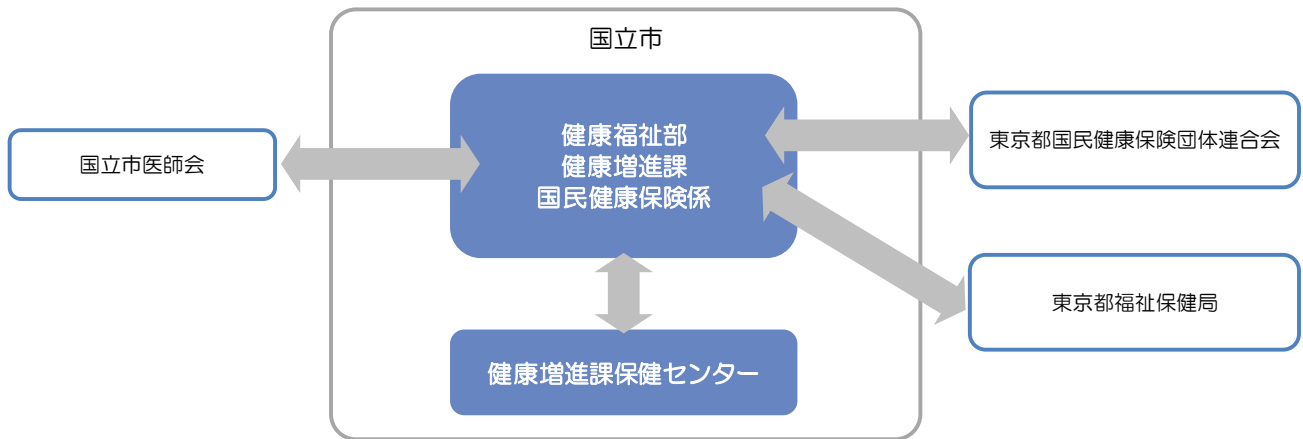 国立市
健康福祉部
健康増進課
国民健康保険係
国立市医師会
東京都国民健康保険団体連合会
東京都福祉保健局
健康増進課保健センター